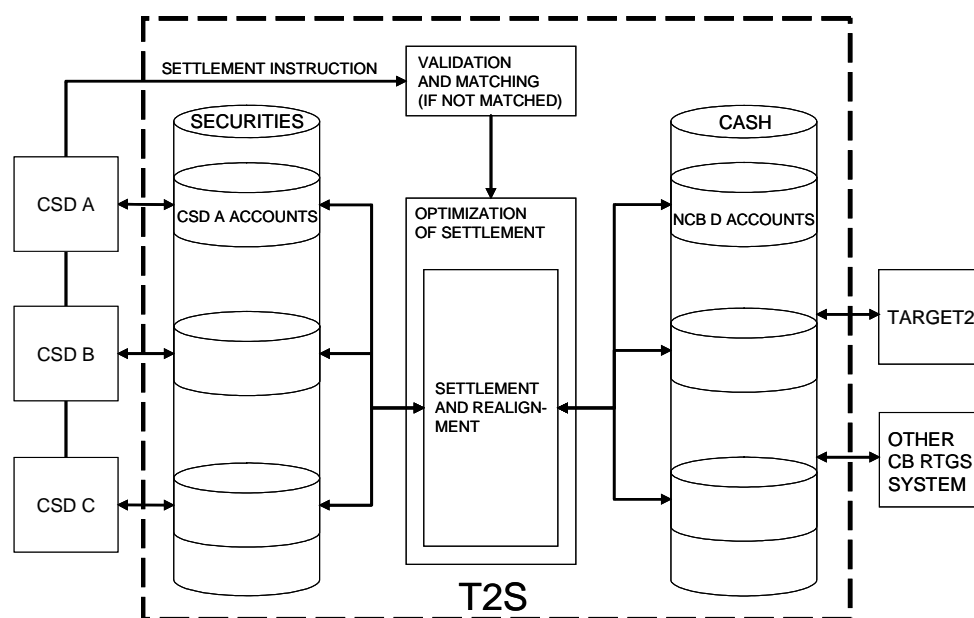 SETTLEMENT INSTRUCTION
VALIDATION
AND MATCHING
(IF NOT MATCHED)
SECURITIES
CASH
CSD A
CSD A ACCOUNTS
OPTIMIZATION
OF SETTLEMENT
NCB D ACCOUNTS
TARGET2
CSD B
SETTLEMENT
AND REALIGN-
MENT
OTHER
CB RTGS
SYSTEM
CSD C
T2S